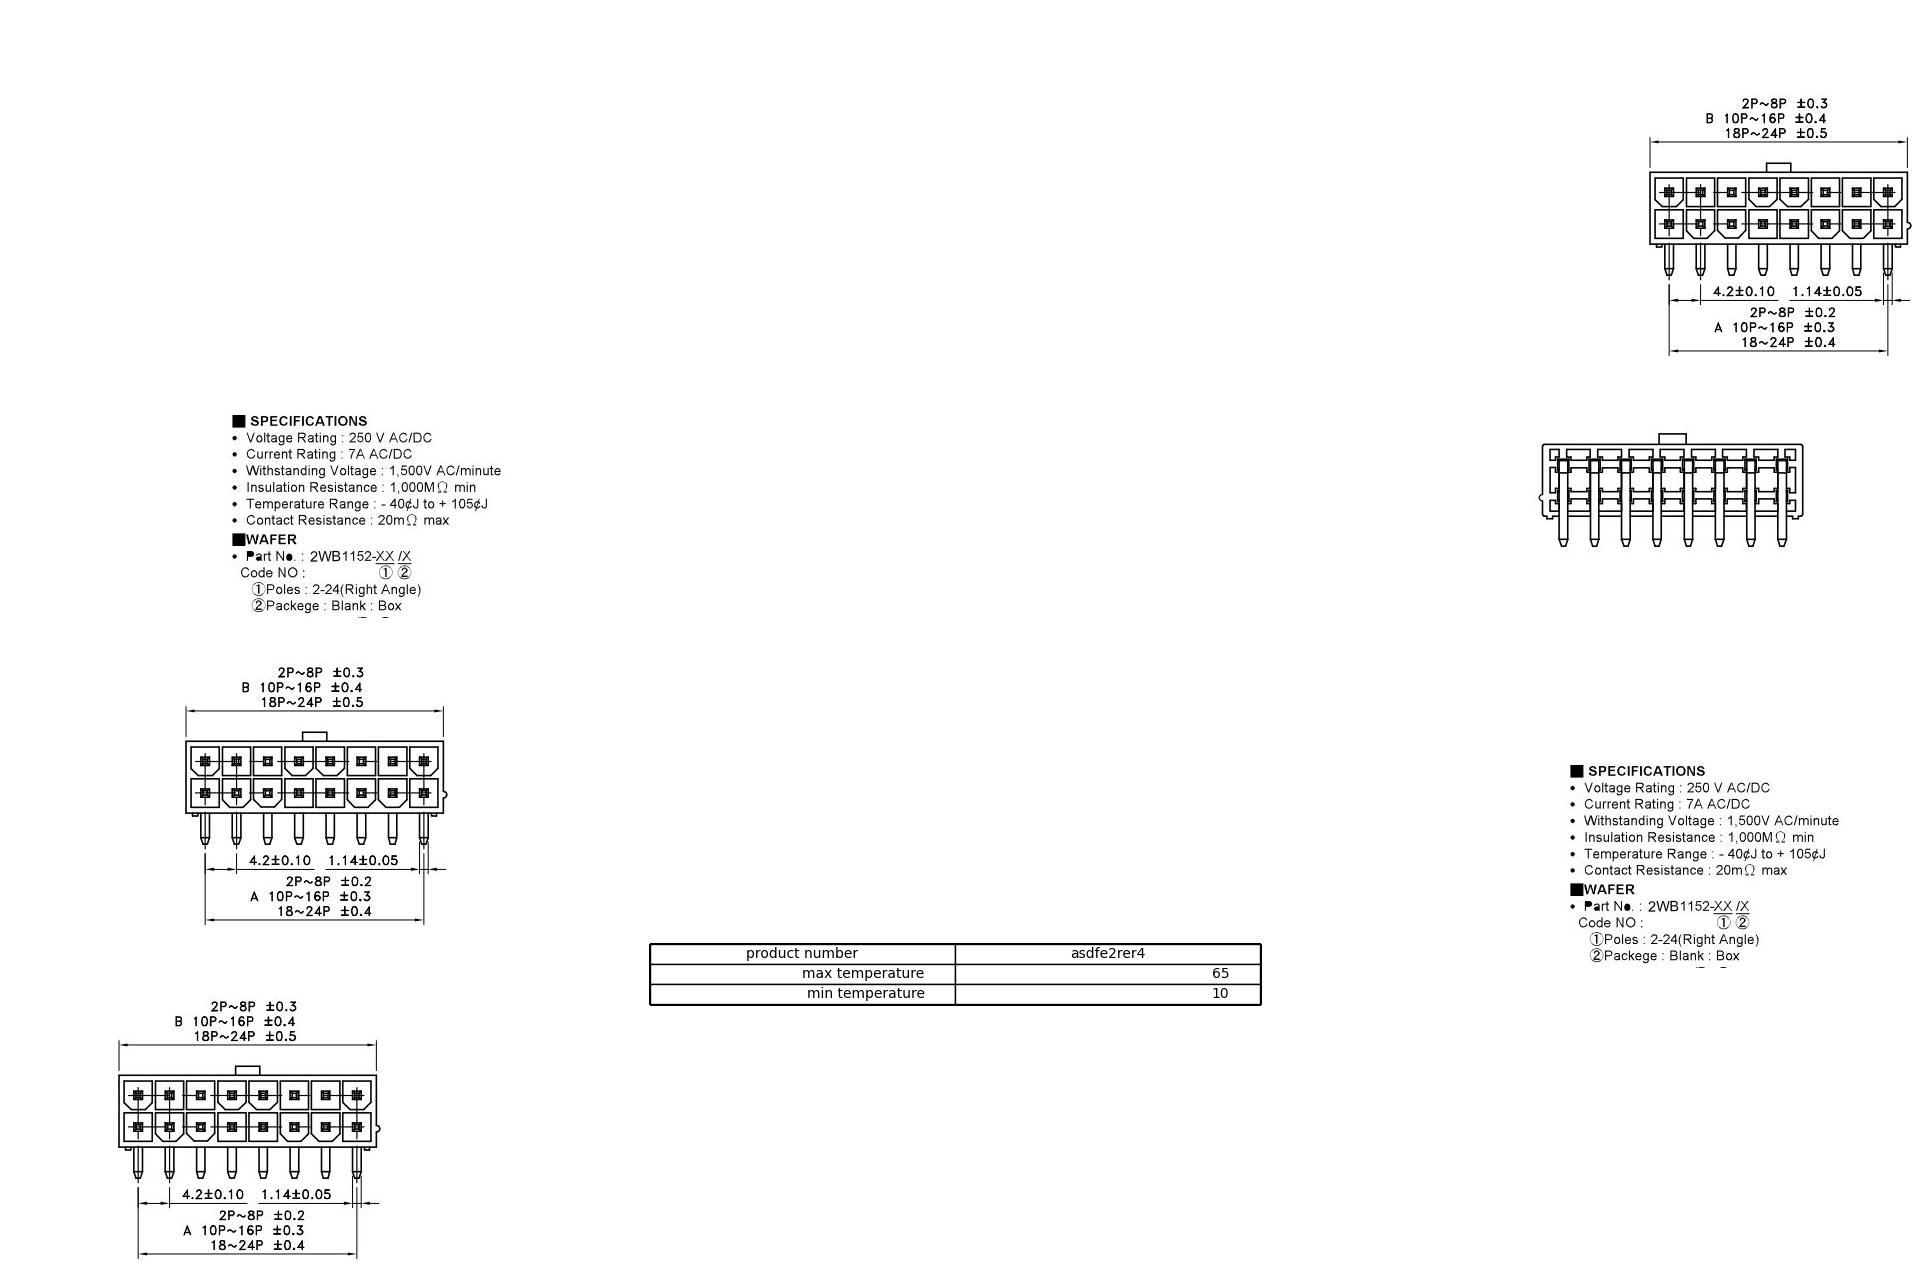 2P~8P ±0.3
B 10P~16P ±0.4
18P~24P ±0.5
4.2±0.10 1.14±0.05
2P~8P ±0.2
A 10P~16P ±0.3
18~24P ±0.4
■ SPECIFICATIONS
• Voltage Rating : 250 V AC/DC
• Current Rating : 7A AC/DC
• Withstanding Voltage : 1,500V AC/minute
• Insulation Resistance : 1,000MΩ min
• Temperature Range : - 40¢J to + 105¢J
• Contact Resistance : 20mΩ max
■WAFER
• Part No. : 2WB1152-XX /X
Code NO : ① ②
①Poles : 2-24(Right Angle)
②Packege : Blank : Box
2P~8P ±0.3
B 10P~16P ±0.4
18P~24P ±0.5
4.2±0.10 1.14±0.05
2P~8P ±0.2
A 10P~16P ±0.3
18~24P ±0.4
■ SPECIFICATIONS
• Voltage Rating : 250 V AC/DC
• Current Rating : 7A AC/DC
• Withstanding Voltage : 1,500V AC/minute
• Insulation Resistance : 1,000MΩ min
• Temperature Range : - 40¢J to + 105¢J
• Contact Resistance : 20mΩ max
■WAFER
• Part No. : 2WB1152-XX /X
Code NO : ① ②
①Poles : 2-24(Right Angle)
②Packege : Blank : Box
product number asdfe2rer4
max temperature 65
min temperature 10
2P~8P ±0.3
B 10P~16P ±0.4
18P~24P ±0.5
4.2±0.10 1.14±0.05
2P~8P ±0.2
A 10P~16P ±0.3
18~24P ±0.4